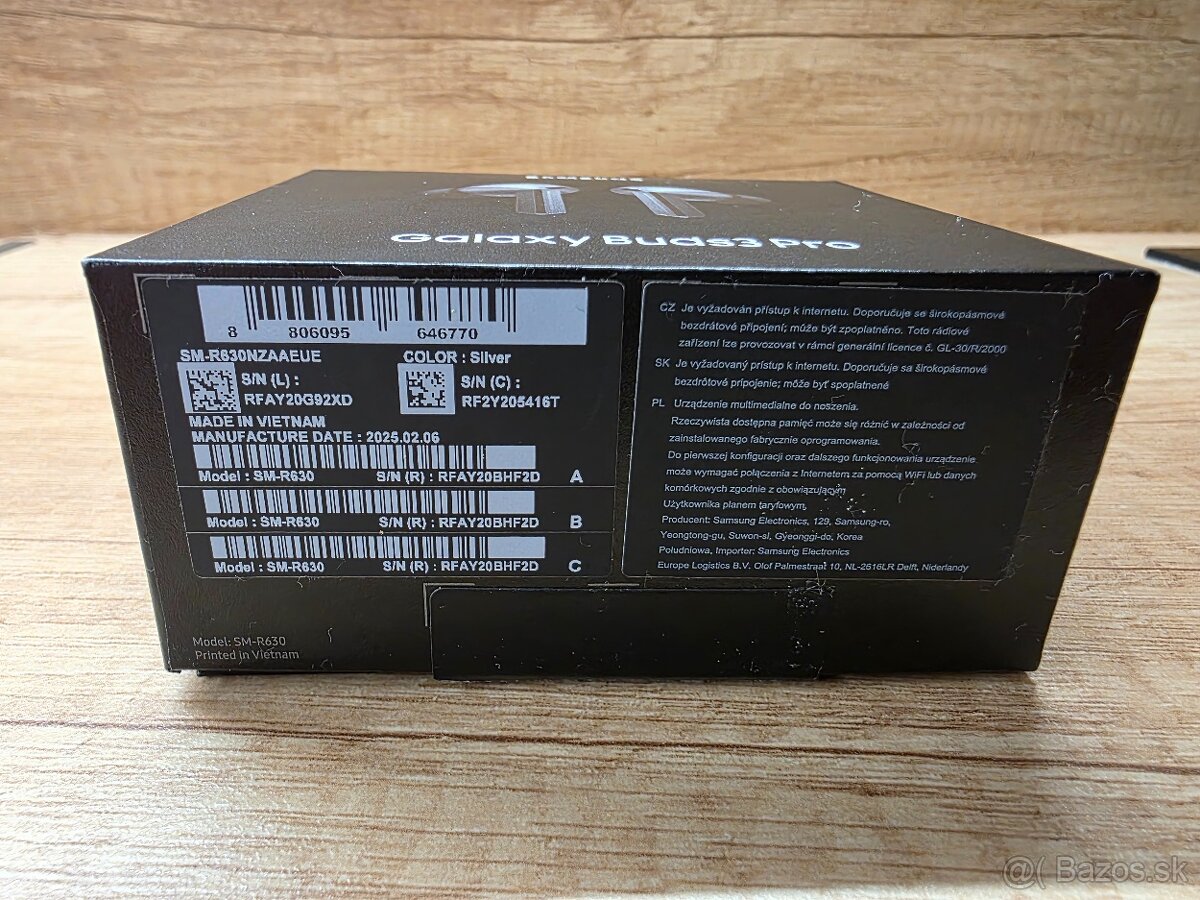 SAMSUNG
Galaxy Buds3 Pro
8 806095 646770
SM-R630NZAAEUE
COLOR : Silver
S/N (L) :
RFAY20G92XD
S/N (C) :
RF2Y205416T
MADE IN VIETNAM
MANUFACTURE DATE : 2025.02.06
Model : SM-R630 S/N (R) : RFAY20BHF2D A
Model : SM-R630 S/N (R) : RFAY20BHF2D B
Model : SM-R630 S/N (R) : RFAY20BHF2D C
CZ Je vyžadován přístup k internetu. Doporučuje se širokopásmové
bezdrátové připojení; může být zpoplatněno. Toto rádiové
zařízení lze provozovat v rámci generální licence č. GL-30/R/2000
SK Je vyžadovaný prístup k internetu. Doporučuje sa širokopásmové
bezdrôtové pripojenie; môže byť spoplatnené
PL Urządzenie multimedialne do noszenia.
Rzeczywista dostępna pamięć może się różnić w zależności od
zainstalowanego fabrycznie oprogramowania.
Do pierwszej konfiguracji oraz dalszego funkcjonowania urządzenie
może wymagać połączenia z Internetem za pomocą WiFi lub danych
komórkowych zgodnie z obowiązującym
Użytkownika planem taryfowym.
Producent: Samsung Electronics, 129, Samsung-ro,
Yeongtong-gu, Suwon-si, Gyeonggi-do, Korea
Południowa, Importer: Samsung Electronics
Europe Logistics B.V. Olof Palmestraat 10, NL-2616LR Delft, Niderlandy
Model: SM-R630
Printed in Vietnam
@( Bazos.sk